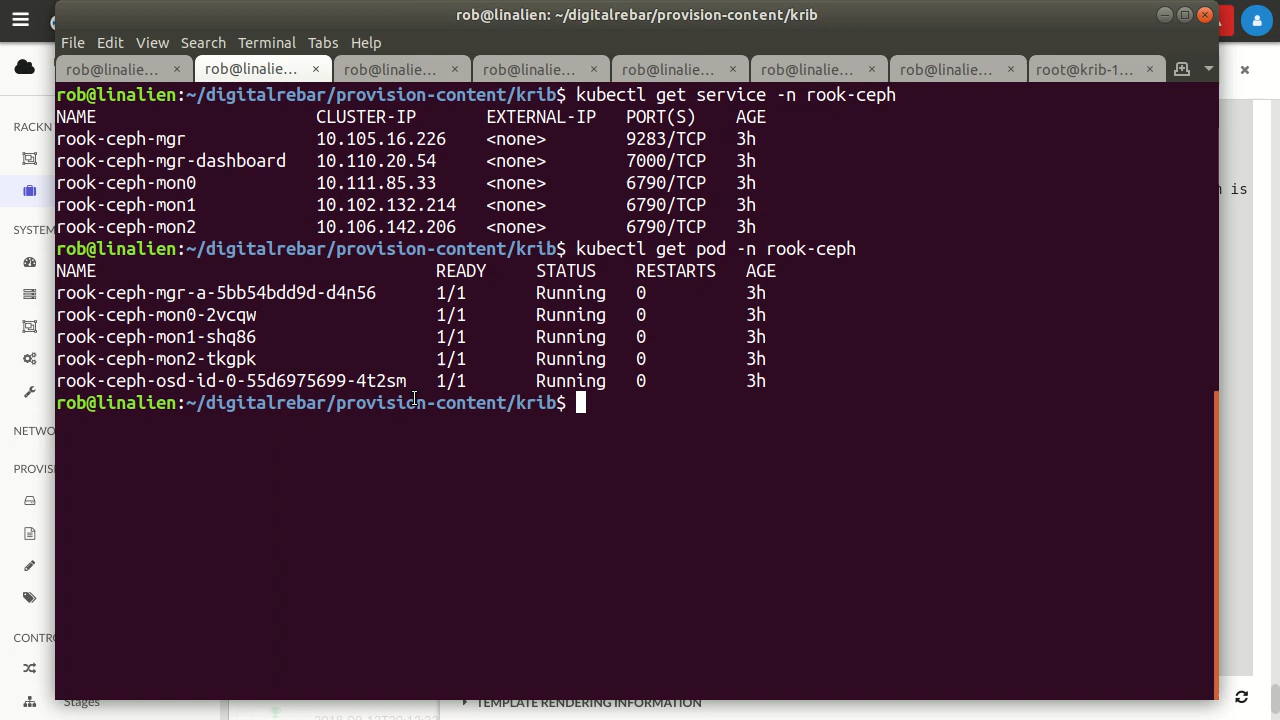 rob@linalien: ~/digitalrebar/provision-content/krib
File Edit View Search Terminal Tabs Help
rob@linalie... × rob@linalie... × rob@linalie... × rob@linalie... × rob@linalie... × rob@linalie... × rob@linalie... × root@krib-1... ×
rob@linalien:~/digitalrebar/provision-content/krib$ kubectl get service -n rook-ceph
NAME CLUSTER-IP EXTERNAL-IP PORT(S) AGE
rook-ceph-mgr 10.105.16.226 <none> 9283/TCP 3h
rook-ceph-mgr-dashboard 10.110.20.54 <none> 7000/TCP 3h
rook-ceph-mon0 10.111.85.33 <none> 6790/TCP 3h
rook-ceph-mon1 10.102.132.214 <none> 6790/TCP 3h
rook-ceph-mon2 10.106.142.206 <none> 6790/TCP 3h
rob@linalien:~/digitalrebar/provision-content/krib$ kubectl get pod -n rook-ceph
NAME READY STATUS RESTARTS AGE
rook-ceph-mgr-a-5bb54bdd9d-d4n56 1/1 Running 0 3h
rook-ceph-mon0-2vcqw 1/1 Running 0 3h
rook-ceph-mon1-shq86 1/1 Running 0 3h
rook-ceph-mon2-tkgpk 1/1 Running 0 3h
rook-ceph-osd-id-0-55d6975699-4t2sm 1/1 Running 0 3h
rob@linalien:~/digitalrebar/provision-content/krib$
RACKN
SYSTEM
NETWO
PROVIS
CONTRO
Stages
is
TEMPLATE RENDERING INFORMATION